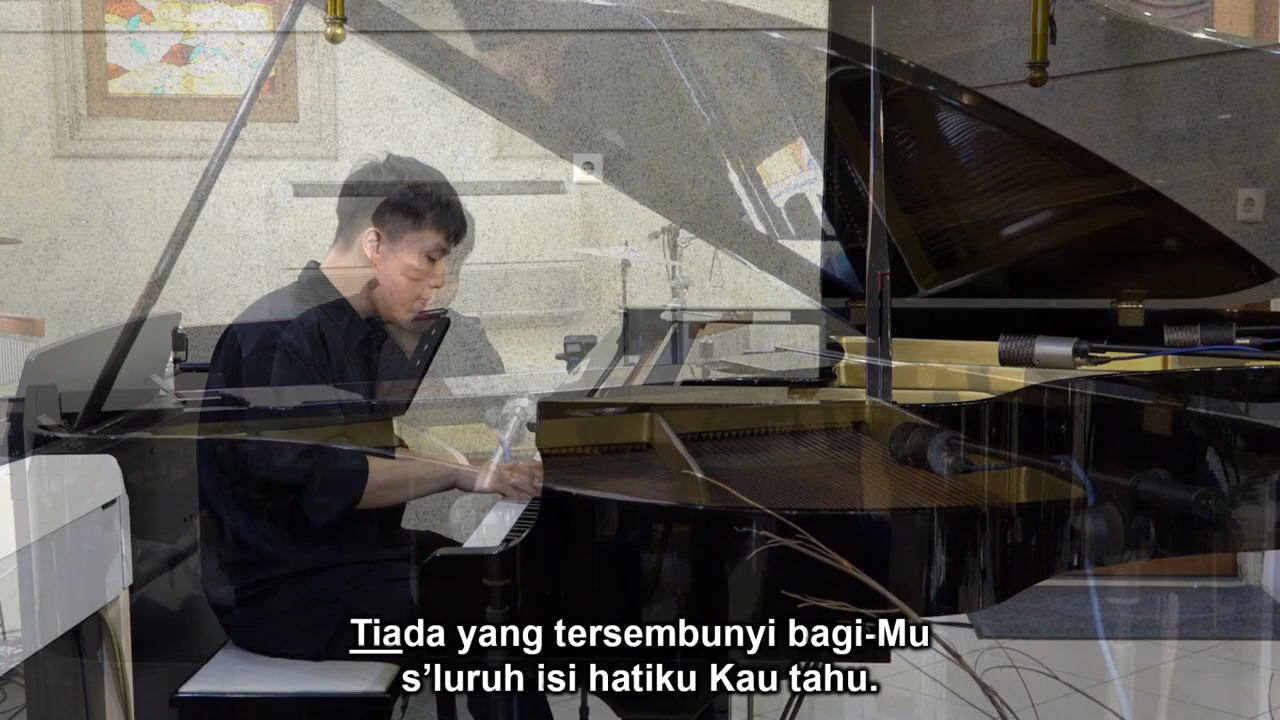 Tiada yang tersembunyi bagi-Mu
s’luruh isi hatiku Kau tahu.